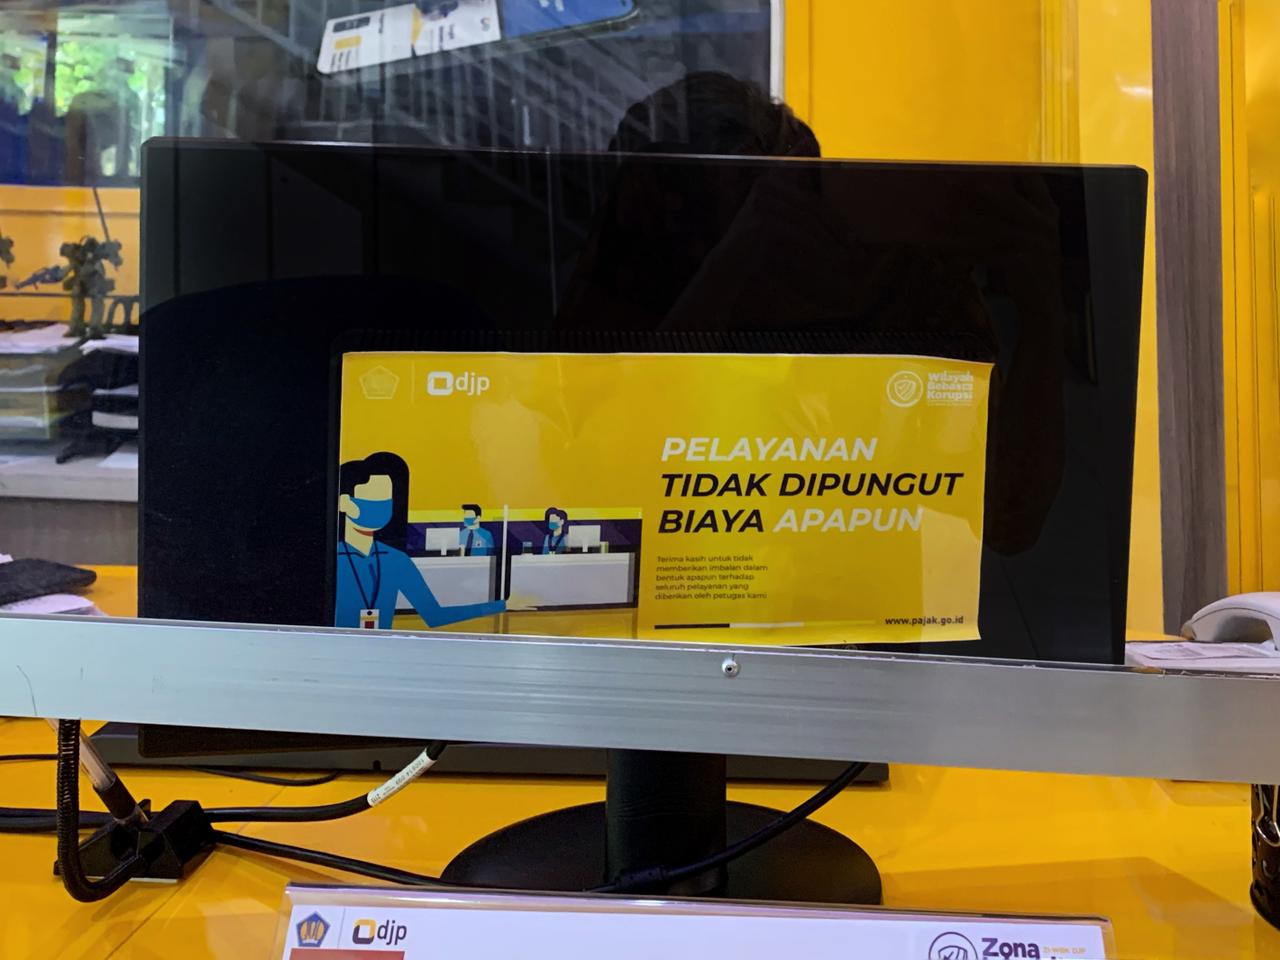 djp
Wilayah
Bebas
Korupsi
PELAYANAN
TIDAK DIPUNGUT
BIAYA APAPUN
Terima kasih untuk tidak
memberikan imbalan dalam
bentuk apapun terhadap
seluruh pelayanan yang
diberikan oleh petugas kami
www.pajak.go.id
djp
Zona